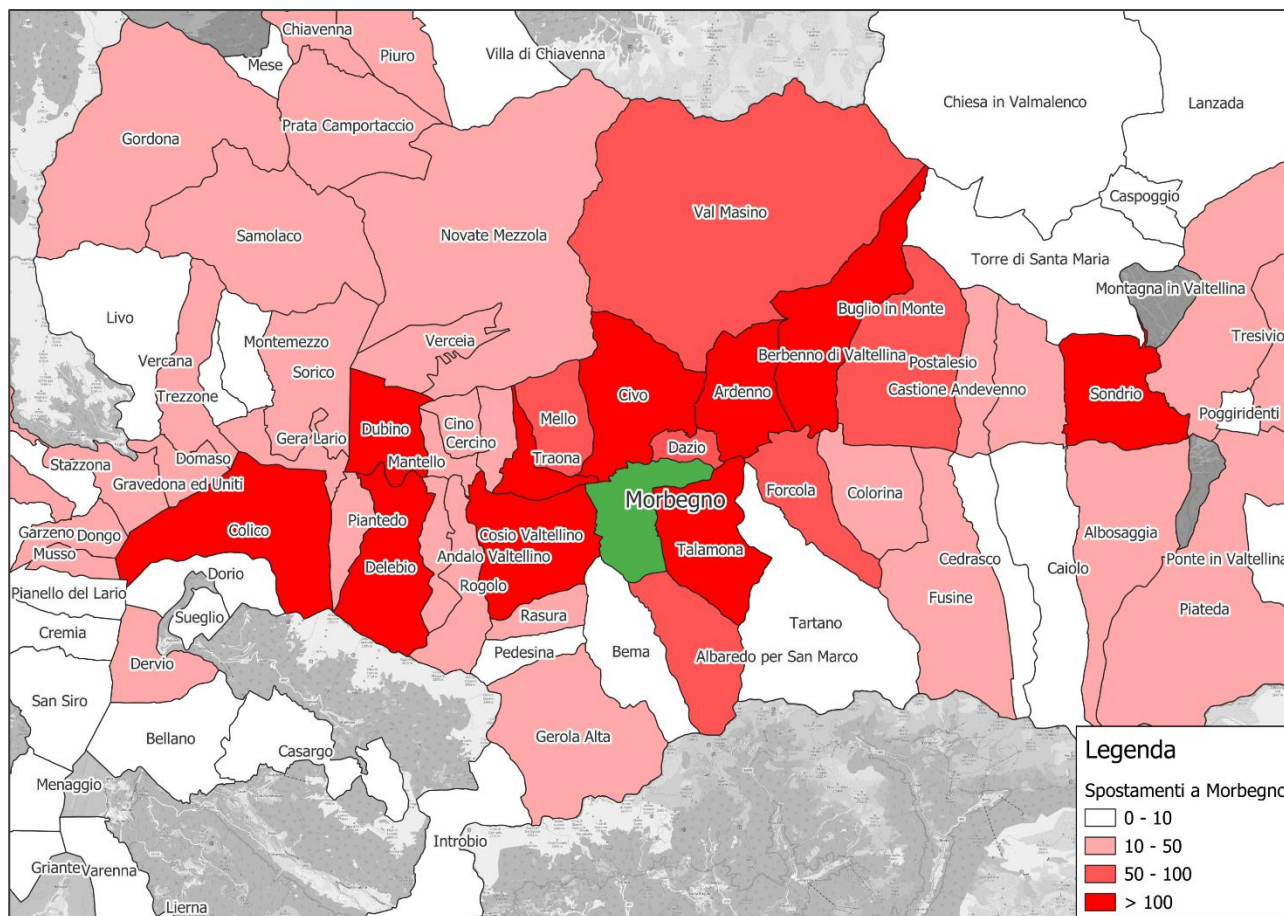 Chiavenna
Mese
Piuro
Villa di Chiavenna
Chiesa in Valmalenco
Lanzada
Prata Camportaccio
Gordona
Caspoggio
Val Masino
Samolaco
Novate Mezzola
Torre di Santa Maria
Montagna in Valtellina
Livo
Buglio in Monte
Montemezzo
Verceia
Vercana
Berbenno di Valtellina
Tresivio
Sorico
Postalesio
Trezzone
Civo
Ardenno
Castione Andevenno
Sondrio
Mello
Poggiridenti
Dubino
Cino
Cercino
Gera Lario
Dazio
Domaso
Mantello
Traona
Stazzona
Gravedona ed Uniti
Forcola
Colorina
Morbegno
Piantedo
Garzeno
Dongo
Colico
Cosio Valtellino
Albosaggia
Musso
Talamona
Andalo Valtellino
Cedrasco
Ponte in Valtellina
Delebio
Caiolo
Dorio
Rogolo
Pianello del Lario
Fusine
Sueglio
Rasura
Piateda
Tartano
Cremia
Pedesina
Bema
Albaredo per San Marco
Dervio
San Siro
Bellano
Gerola Alta
Casargo
Menaggio
Introbio
Griante
Varenna
Lierna
Legenda
Spostamenti a Morbegno
0 - 10
10 - 50
50 - 100
> 100